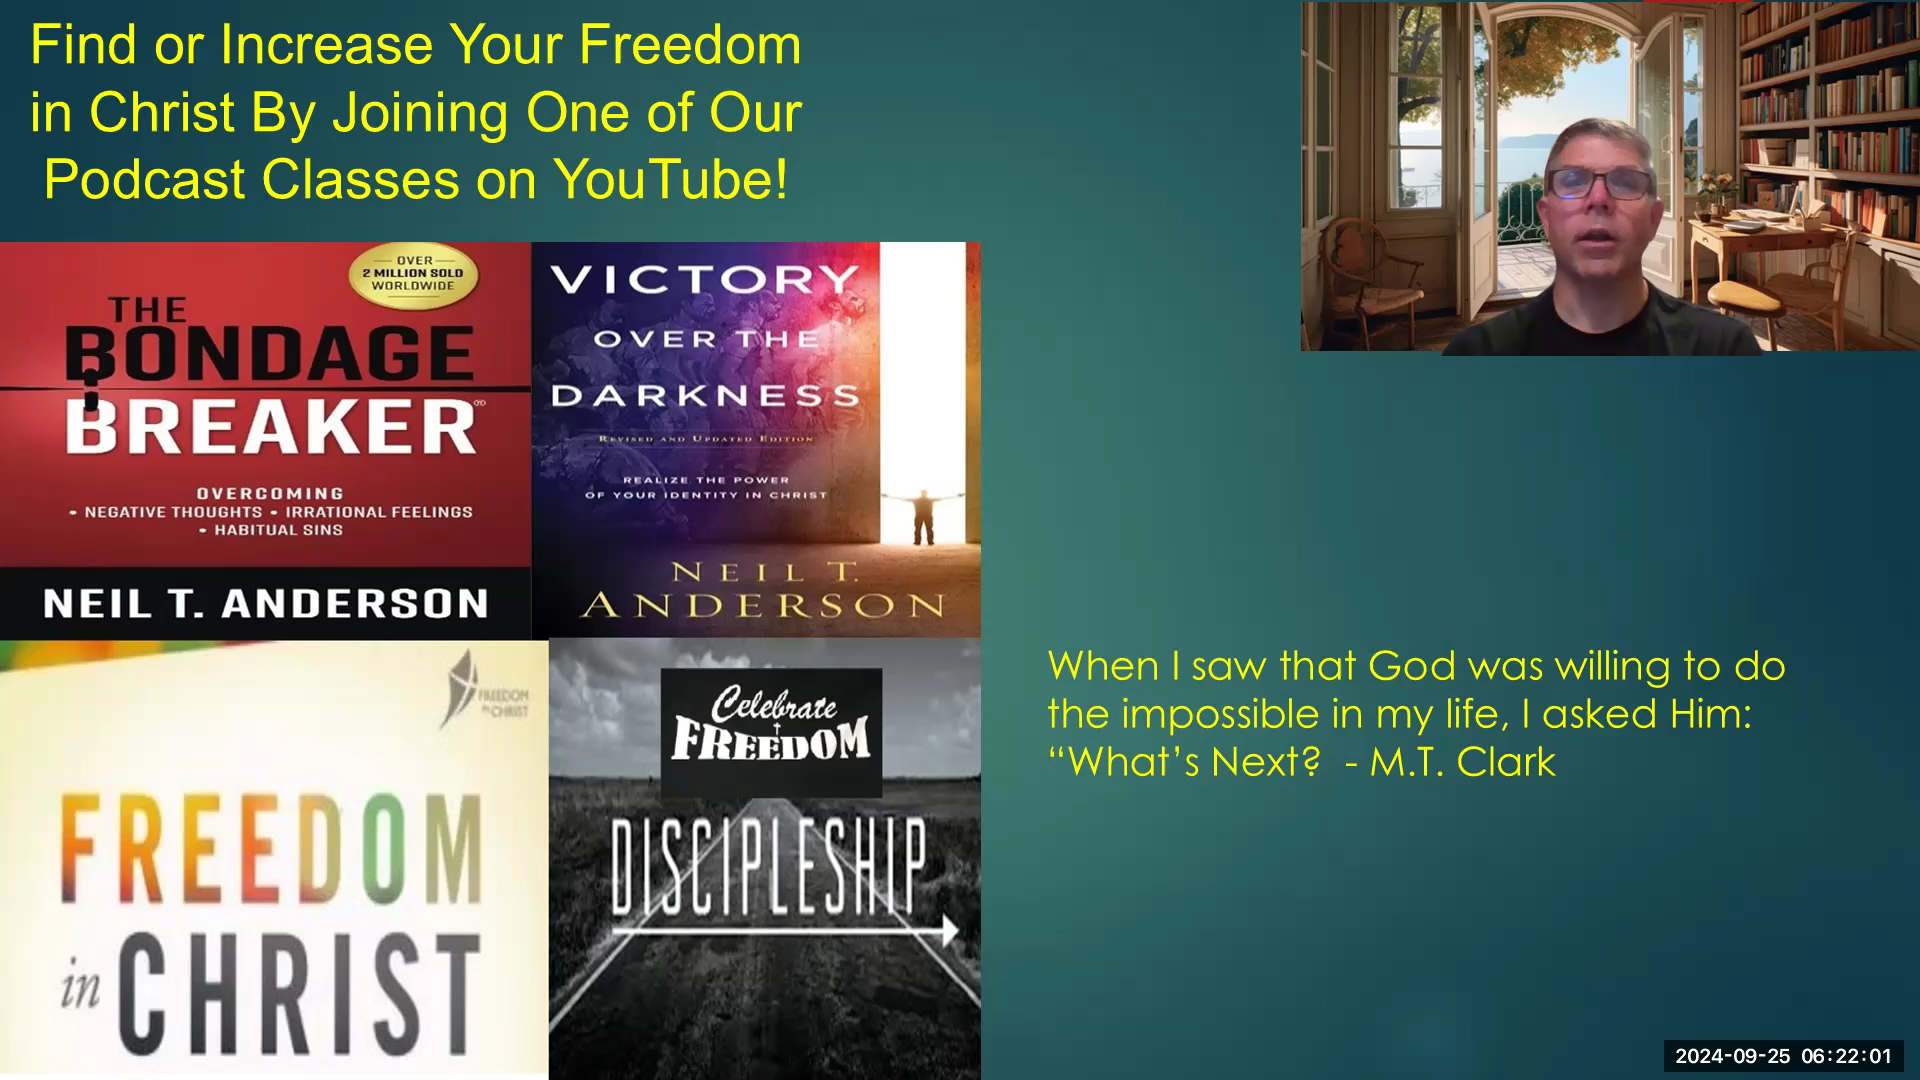 Find or Increase Your Freedom
in Christ By Joining One of Our
Podcast Classes on YouTube!
OVER
2 MILLION SOLD
WORLDWIDE
THE
BONDAGE
BREAKER®
OVERCOMING
• NEGATIVE THOUGHTS • IRRATIONAL FEELINGS
• HABITUAL SINS
NEIL T. ANDERSON
VICTORY
OVER THE
DARKNESS
REVISED AND UPDATED EDITION
REALIZE THE POWER
OF YOUR IDENTITY IN CHRIST
NEIL T.
ANDERSON
FREEDOM
IN CHRIST
FREEDOM
in CHRIST
Celebrate
FREEDOM
DISCIPLESHIP
When I saw that God was willing to do
the impossible in my life, I asked Him:
“What’s Next?  - M.T. Clark
2024-09-25 06:22:01